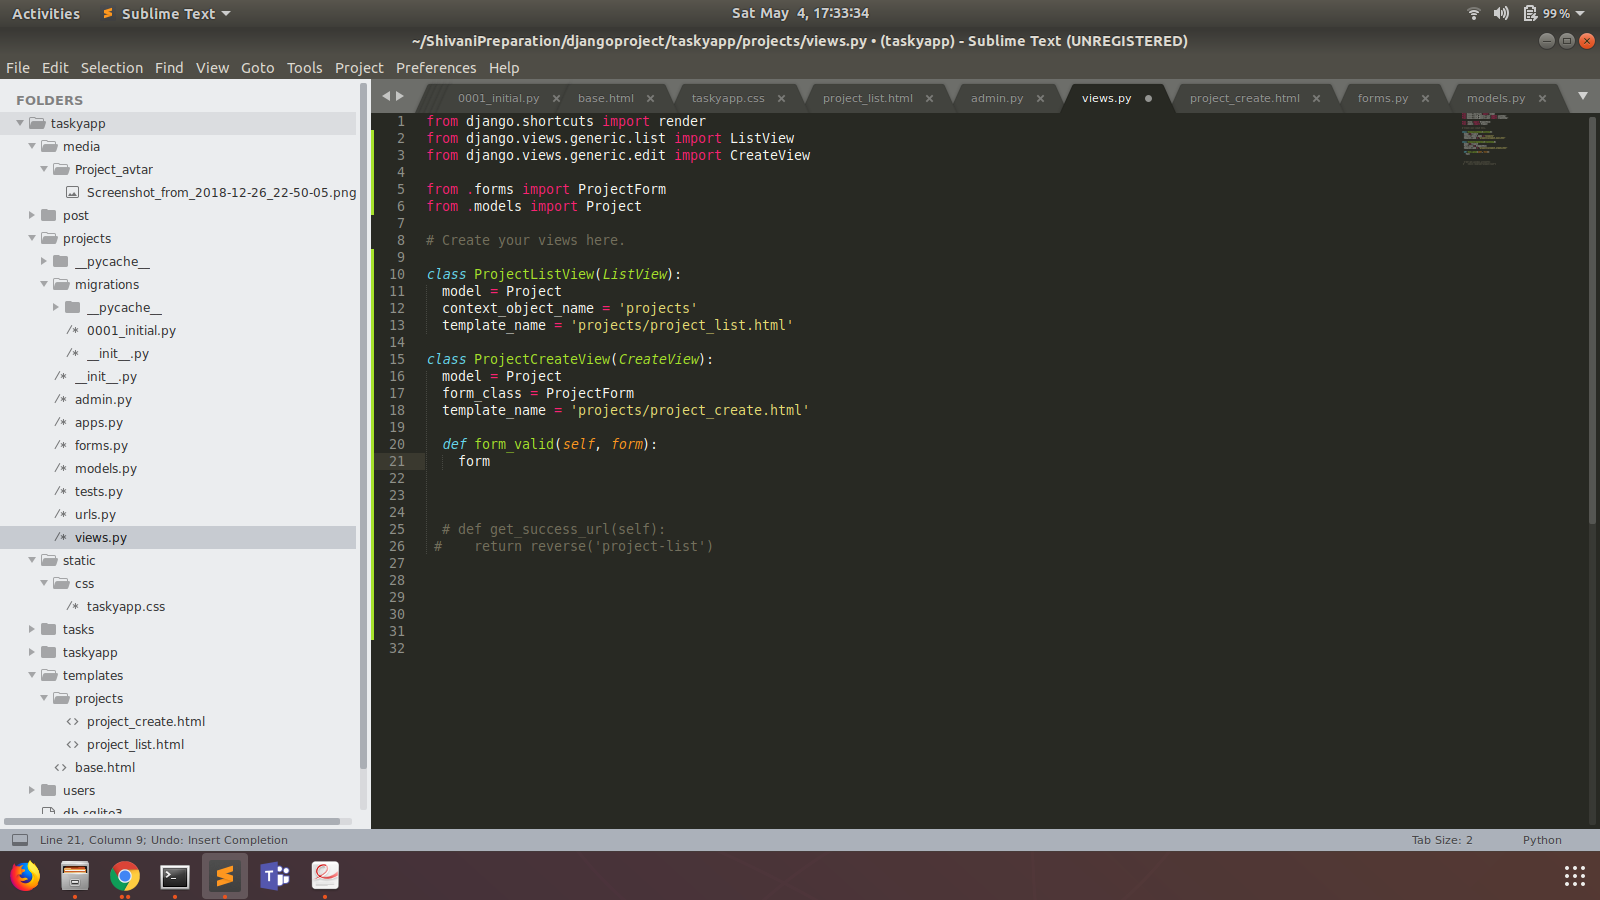 Activities Sublime Text Sat May 4, 17:33:34 99 %
~/ShivaniPreparation/djangoproject/taskyapp/projects/views.py • (taskyapp) - Sublime Text (UNREGISTERED)
File Edit Selection Find View Goto Tools Project Preferences Help
FOLDERS
taskyapp
media
Project_avtar
Screenshot_from_2018-12-26_22-50-05.png
post
projects
__pycache__
migrations
__pycache__
/* 0001_initial.py
/* __init__.py
/* __init__.py
/* admin.py
/* apps.py
/* forms.py
/* models.py
/* tests.py
/* urls.py
/* views.py
static
css
/* taskyapp.css
tasks
taskyapp
templates
projects
<> project_create.html
<> project_list.html
<> base.html
users
db.sqlite3
0001_initial.py × base.html × taskyapp.css × project_list.html × admin.py × views.py ● project_create.html × forms.py × models.py ×
1 from django.shortcuts import render
2 from django.views.generic.list import ListView
3 from django.views.generic.edit import CreateView
4
5 from .forms import ProjectForm
6 from .models import Project
7
8 # Create your views here.
9
10 class ProjectListView(ListView):
11 model = Project
12 context_object_name = 'projects'
13 template_name = 'projects/project_list.html'
14
15 class ProjectCreateView(CreateView):
16 model = Project
17 form_class = ProjectForm
18 template_name = 'projects/project_create.html'
19
20 def form_valid(self, form):
21 form
22
23
24
25 # def get_success_url(self):
26 # return reverse('project-list')
27
28
29
30
31
32
Line 21, Column 9; Undo: Insert Completion Tab Size: 2 Python